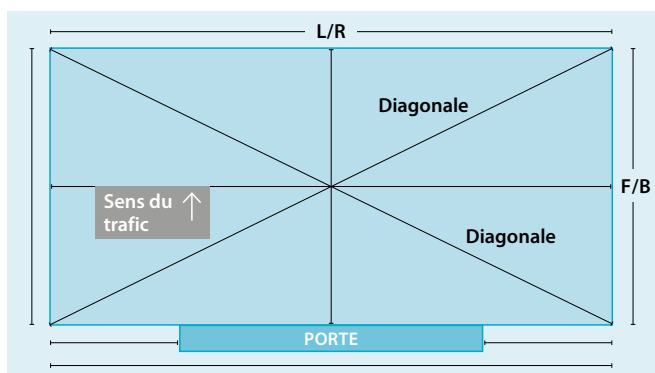 L/R
Diagonale
F/B
Sens du
trafic
Diagonale
PORTE